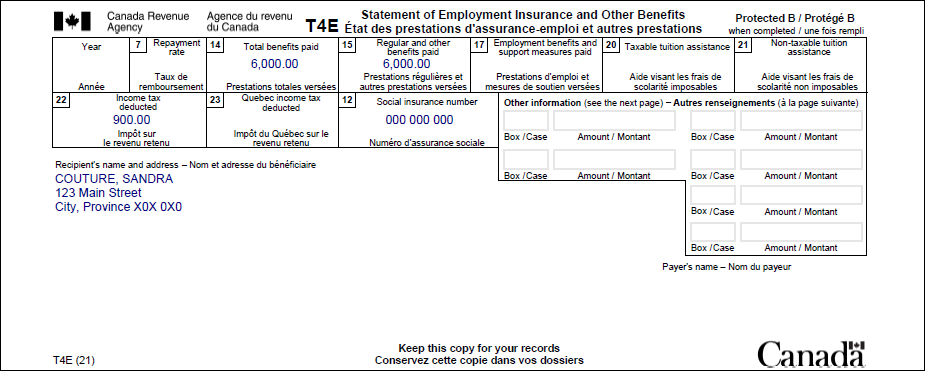 Canada Revenue Agency
Agence du revenu du Canada
T4E
Statement of Employment Insurance and Other Benefits
État des prestations d'assurance-emploi et autres prestations
Protected B / Protégé B
when completed / une fois rempli
Year
Année
7 Repayment rate
Taux de remboursement
14 Total benefits paid
6,000.00
Prestations totales versées
15 Regular and other benefits paid
6,000.00
Prestations régulières et autres prestations versées
17 Employment benefits and support measures paid
Prestations d'emploi et mesures de soutien versées
20 Taxable tuition assistance
Aide visant les frais de scolarité imposables
21 Non-taxable tuition assistance
Aide visant les frais de scolarité non imposables
22 Income tax deducted
900.00
Impôt sur le revenu retenu
23 Quebec income tax deducted
Impôt du Québec sur le revenu retenu
12 Social insurance number
000 000 000
Numéro d'assurance sociale
Other information (see the next page) – Autres renseignements (à la page suivante)
Box /Case Amount / Montant Box /Case Amount / Montant
Box /Case Amount / Montant Box /Case Amount / Montant
Box /Case Amount / Montant
Box /Case Amount / Montant
Recipient's name and address – Nom et adresse du bénéficiaire
COUTURE, SANDRA
123 Main Street
City, Province X0X 0X0
Payer's name – Nom du payeur
T4E (21)
Keep this copy for your records
Conservez cette copie dans vos dossiers
Canada